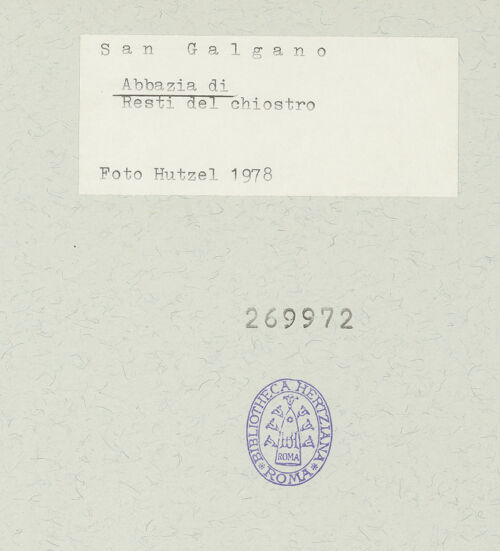 San Galgano
Abbazia di
Resti del chiostro
Foto Hutzel 1978
269972
BIBLIOTHECA HERTZIANA
ROMA
ROMA